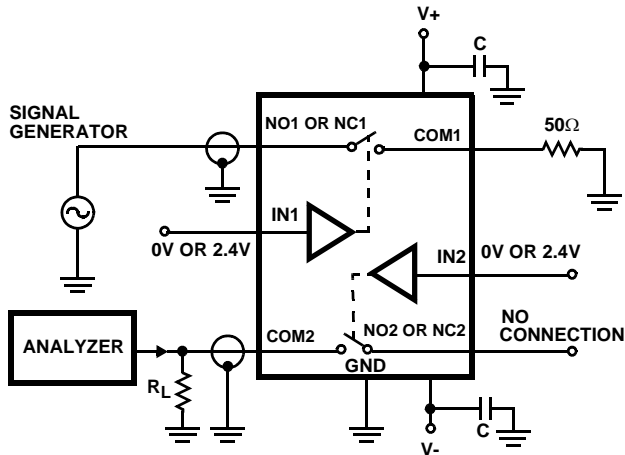 V+
C
SIGNAL
GENERATOR
NO1 OR NC1
COM1
50Ω
IN1
0V OR 2.4V
IN2
0V OR 2.4V
NO
CONNECTION
ANALYZER
COM2
NO2 OR NC2
GND
RL
C
V-